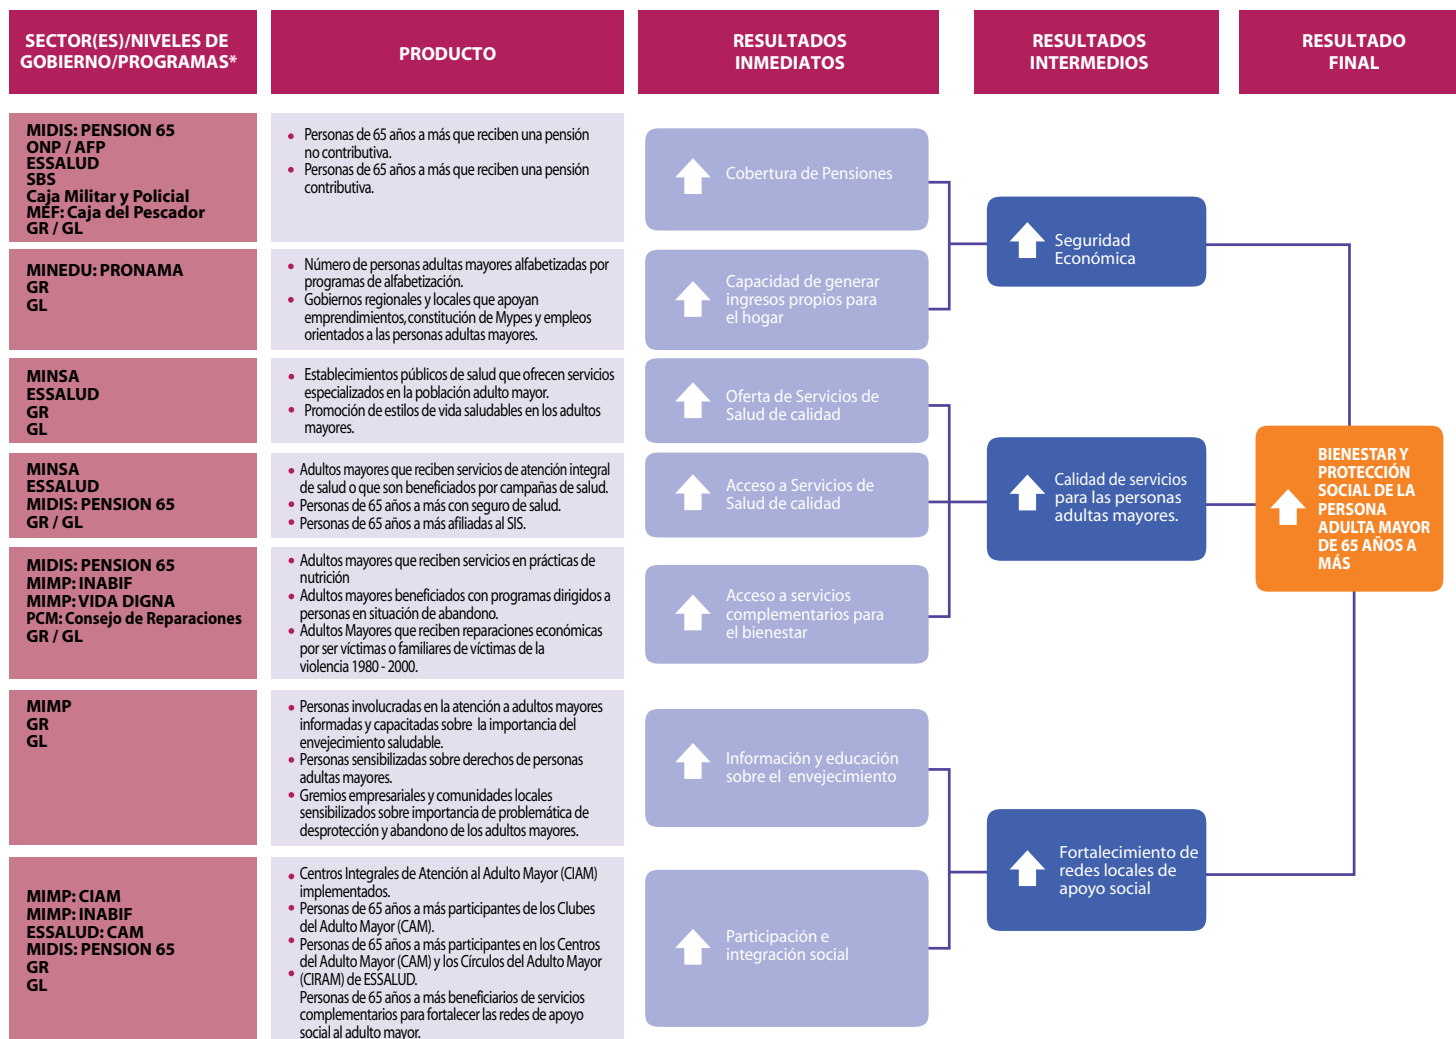 SECTOR(ES)/NIVELES DE
GOBIERNO/PROGRAMAS*
PRODUCTO
RESULTADOS
INMEDIATOS
RESULTADOS
INTERMEDIOS
RESULTADO
FINAL
MIDIS: PENSION 65
ONP / AFP
ESSALUD
SBS
Caja Militar y Policial
MEF: Caja del Pescador
GR / GL
• Personas de 65 años a más que reciben una pensión
no contributiva.
• Personas de 65 años a más que reciben una pensión
contributiva.
Cobertura de Pensiones
MINEDU: PRONAMA
GR
GL
• Número de personas adultas mayores alfabetizadas por
programas de alfabetización.
• Gobiernos regionales y locales que apoyan
emprendimientos, constitución de Mypes y empleos
orientados a las personas adultas mayores.
Capacidad de generar
ingresos propios para
el hogar
Seguridad
Económica
MINSA
ESSALUD
GR
GL
• Establecimientos públicos de salud que ofrecen servicios
especializados en la población adulto mayor.
• Promoción de estilos de vida saludables en los adultos
mayores.
Oferta de Servicios de
Salud de calidad
MINSA
ESSALUD
MIDIS: PENSION 65
GR / GL
• Adultos mayores que reciben servicios de atención integral
de salud o que son beneficiados por campañas de salud.
• Personas de 65 años a más con seguro de salud.
• Personas de 65 años a más afiliadas al SIS.
Acceso a Servicios de
Salud de calidad
Calidad de servicios
para las personas
adultas mayores.
BIENESTAR Y
PROTECCIÓN
SOCIAL DE LA
PERSONA
ADULTA MAYOR
DE 65 AÑOS A
MÁS
MIDIS: PENSION 65
MIMP: INABIF
MIMP: VIDA DIGNA
PCM: Consejo de Reparaciones
GR / GL
• Adultos mayores que reciben servicios en prácticas de
nutrición
• Adultos mayores beneficiados con programas dirigidos a
personas en situación de abandono.
• Adultos Mayores que reciben reparaciones económicas
por ser víctimas o familiares de víctimas de la
violencia 1980 - 2000.
Acceso a servicios
complementarios para
el bienestar
MIMP
GR
GL
• Personas involucradas en la atención a adultos mayores
informadas y capacitadas sobre la importancia del
envejecimiento saludable.
• Personas sensibilizadas sobre derechos de personas
adultas mayores.
• Gremios empresariales y comunidades locales
sensibilizados sobre importancia de problemática de
desprotección y abandono de los adultos mayores.
Información y educación
sobre el envejecimiento
Fortalecimiento de
redes locales de
apoyo social
MIMP: CIAM
MIMP: INABIF
ESSALUD: CAM
MIDIS: PENSION 65
GR
GL
• Centros Integrales de Atención al Adulto Mayor (CIAM)
implementados.
• Personas de 65 años a más participantes de los Clubes
del Adulto Mayor (CAM).
• Personas de 65 años a más participantes en los Centros
del Adulto Mayor (CAM) y los Círculos del Adulto Mayor
• (CIRAM) de ESSALUD.
Personas de 65 años a más beneficiarios de servicios
complementarios para fortalecer las redes de apoyo
social al adulto mayor.
Participación e
integración social